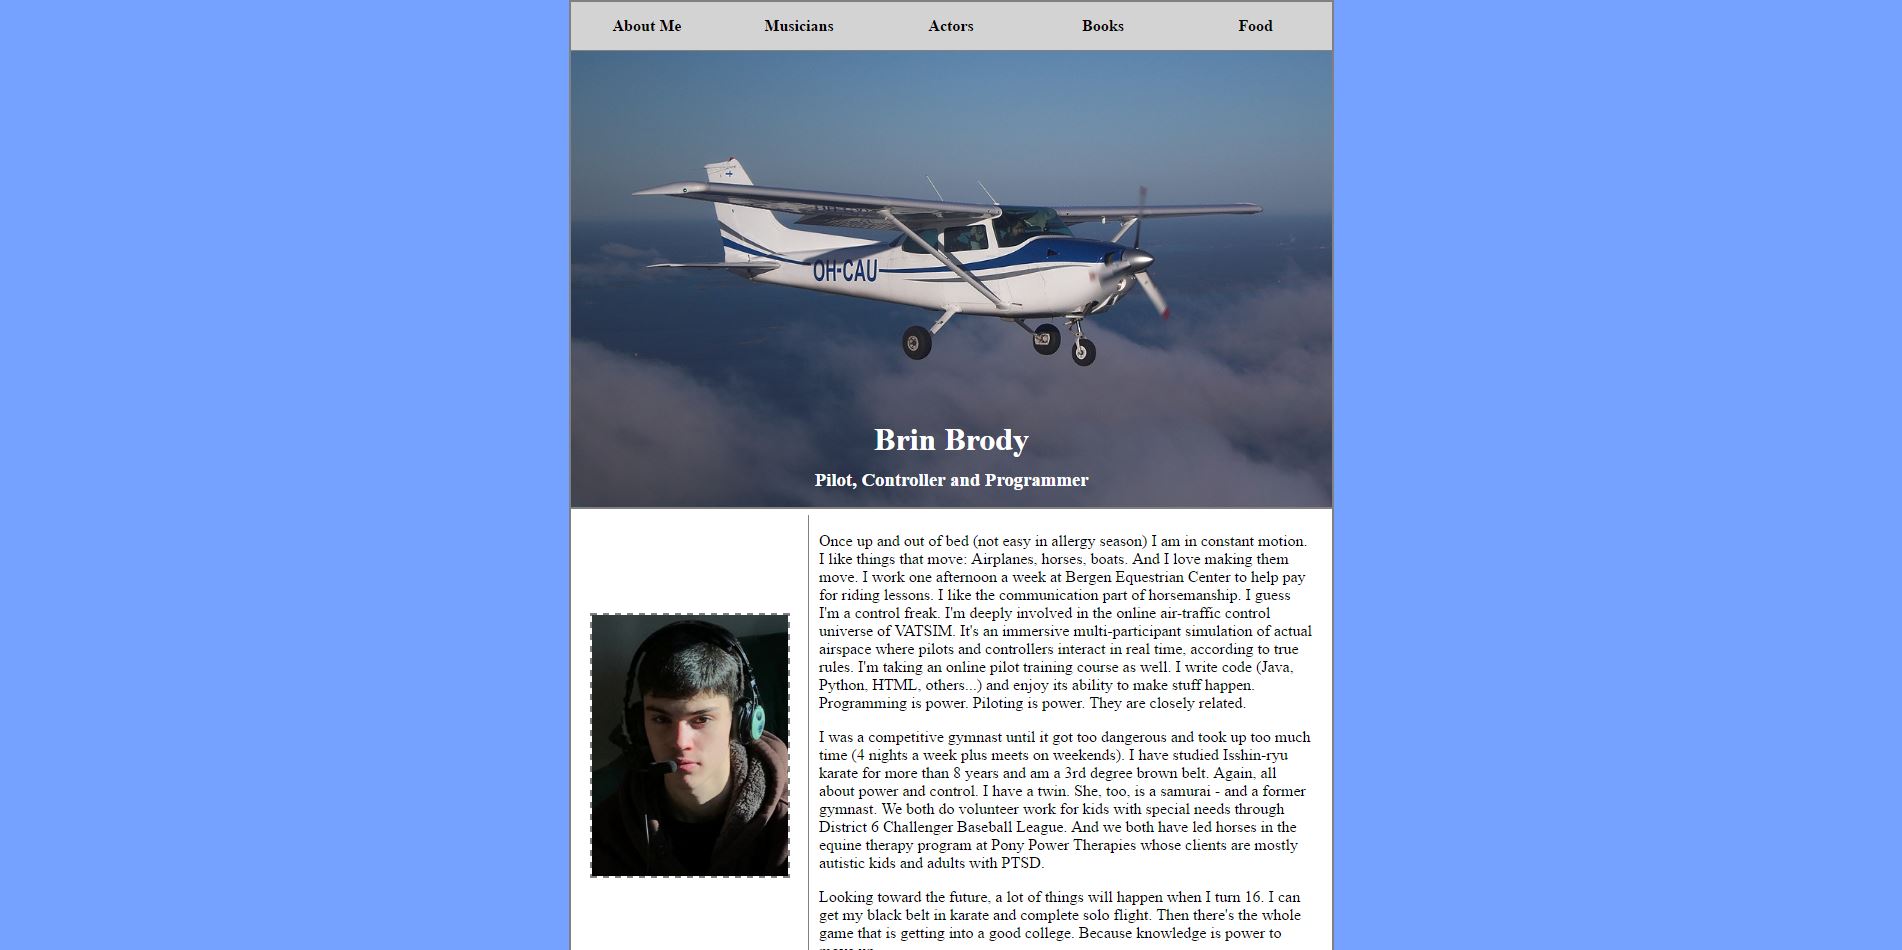 About Me Musicians Actors Books Food
OH-CAU
Brin Brody
Pilot, Controller and Programmer
Once up and out of bed (not easy in allergy season) I am in constant motion.
I like things that move: Airplanes, horses, boats. And I love making them
move. I work one afternoon a week at Bergen Equestrian Center to help pay
for riding lessons. I like the communication part of horsemanship. I guess
I'm a control freak. I'm deeply involved in the online air-traffic control
universe of VATSIM. It's an immersive multi-participant simulation of actual
airspace where pilots and controllers interact in real time, according to true
rules. I'm taking an online pilot training course as well. I write code (Java,
Python, HTML, others...) and enjoy its ability to make stuff happen.
Programming is power. Piloting is power. They are closely related.
I was a competitive gymnast until it got too dangerous and took up too much
time (4 nights a week plus meets on weekends). I have studied Isshin-ryu
karate for more than 8 years and am a 3rd degree brown belt. Again, all
about power and control. I have a twin. She, too, is a samurai - and a former
gymnast. We both do volunteer work for kids with special needs through
District 6 Challenger Baseball League. And we both have led horses in the
equine therapy program at Pony Power Therapies whose clients are mostly
autistic kids and adults with PTSD.
Looking toward the future, a lot of things will happen when I turn 16. I can
get my black belt in karate and complete solo flight. Then there's the whole
game that is getting into a good college. Because knowledge is power to